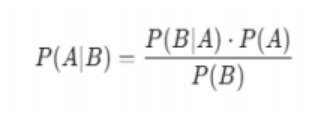 P(A|B) = P(B|A) · P(A) / P(B)